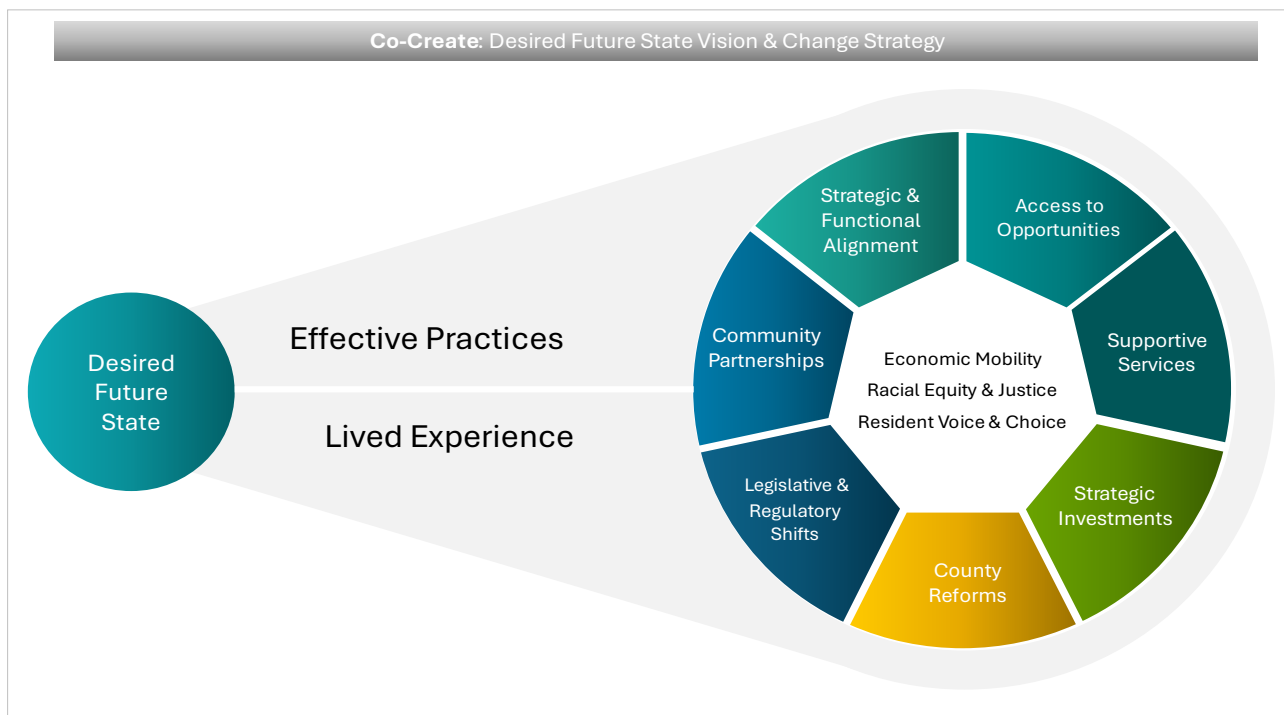 Co-Create: Desired Future State Vision & Change Strategy
Desired
Future
State
Effective Practices
Lived Experience
Strategic &
Functional
Alignment
Access to
Opportunities
Supportive
Services
Strategic
Investments
County
Reforms
Legislative &
Regulatory
Shifts
Community
Partnerships
Economic Mobility
Racial Equity & Justice
Resident Voice & Choice